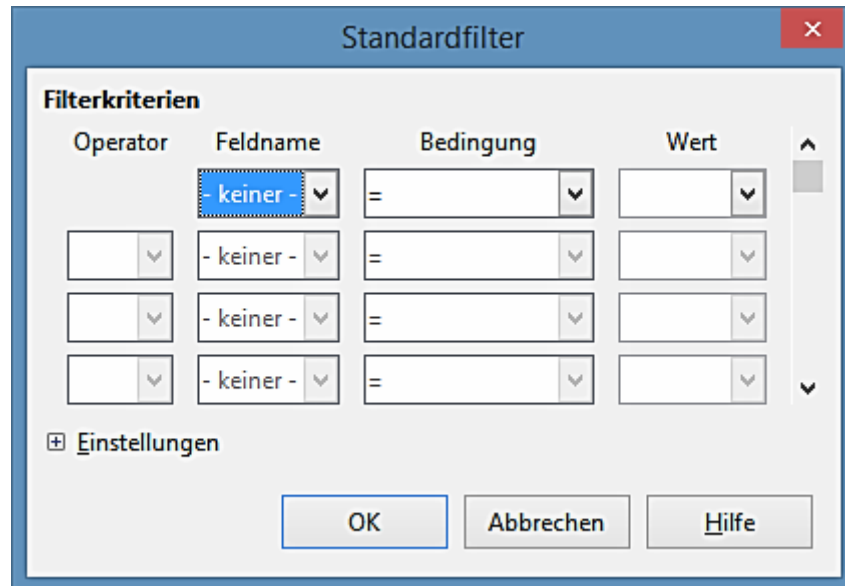 Standardfilter
Filterkriterien
Operator Feldname Bedingung Wert
- keiner - =
- keiner - =
- keiner - =
- keiner - =
Einstellungen
OK Abbrechen Hilfe